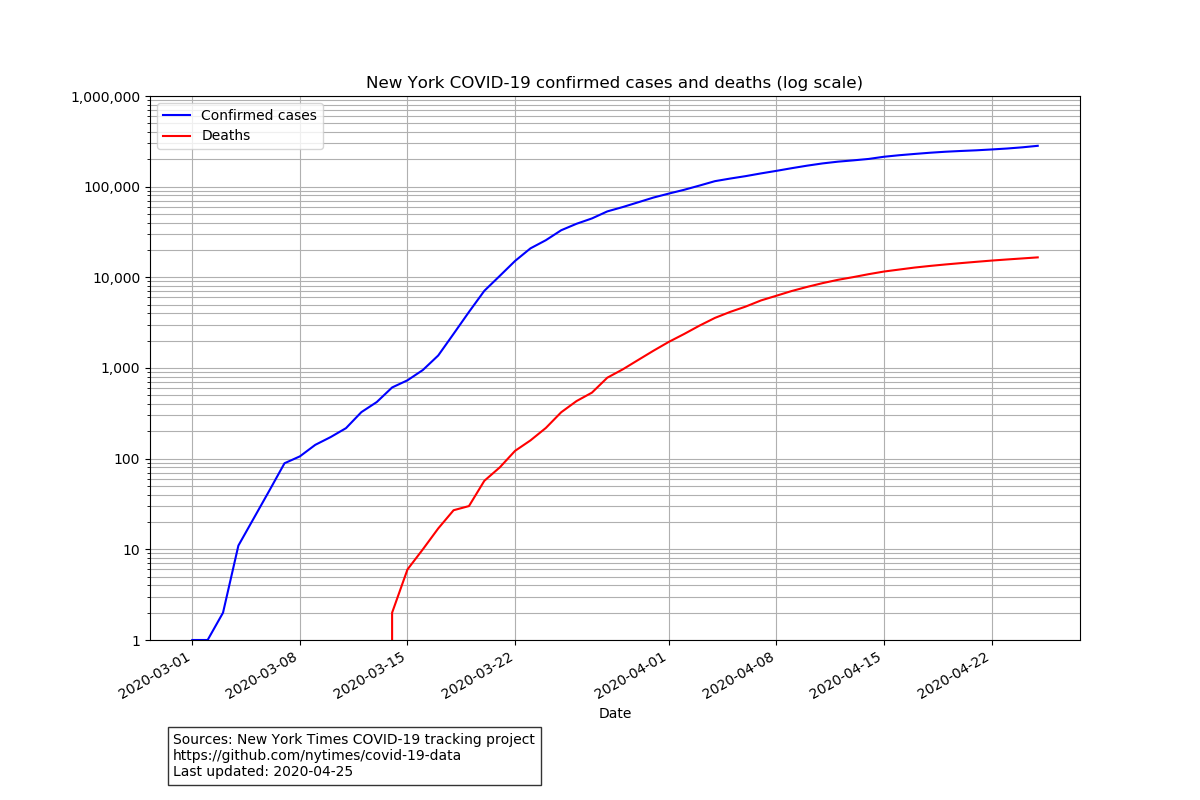 New York COVID-19 confirmed cases and deaths (log scale)
1,000,000
100,000
10,000
1,000
100
10
1
Confirmed cases
Deaths
2020-03-01
2020-03-08
2020-03-15
2020-03-22
2020-04-01
2020-04-08
2020-04-15
2020-04-22
Date
Sources: New York Times COVID-19 tracking project
https://github.com/nytimes/covid-19-data
Last updated: 2020-04-25